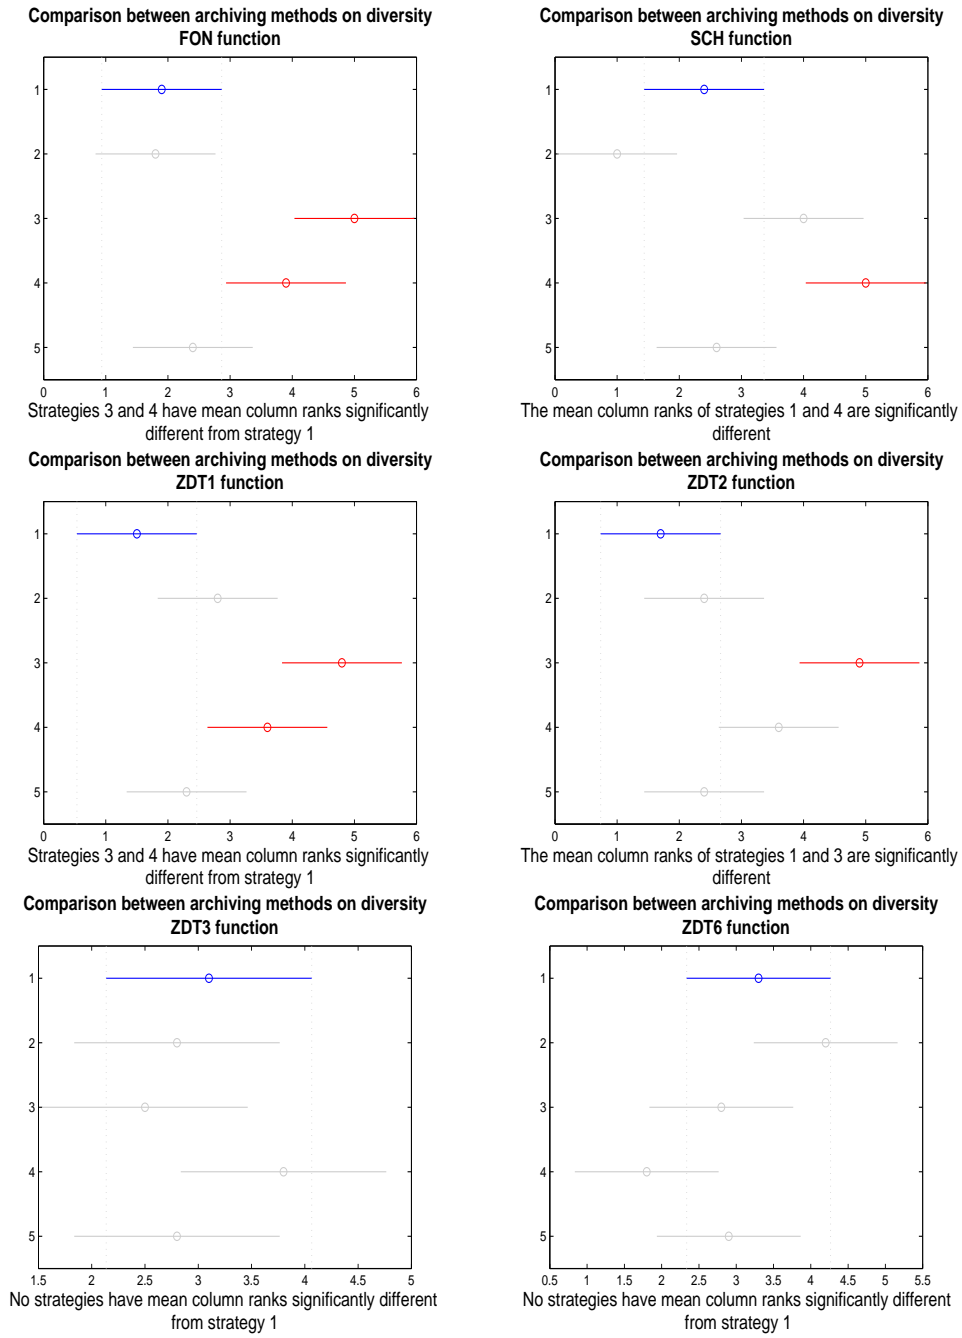 Comparison between archiving methods on diversity
FON function
1
2
3
4
5
0 1 2 3 4 5 6
Strategies 3 and 4 have mean column ranks significantly
different from strategy 1
Comparison between archiving methods on diversity
SCH function
1
2
3
4
5
0 1 2 3 4 5 6
The mean column ranks of strategies 1 and 4 are significantly
different
Comparison between archiving methods on diversity
ZDT1 function
1
2
3
4
5
0 1 2 3 4 5 6
Strategies 3 and 4 have mean column ranks significantly
different from strategy 1
Comparison between archiving methods on diversity
ZDT2 function
1
2
3
4
5
0 1 2 3 4 5 6
The mean column ranks of strategies 1 and 3 are significantly
different
Comparison between archiving methods on diversity
ZDT3 function
1
2
3
4
5
1.5 2 2.5 3 3.5 4 4.5 5
No strategies have mean column ranks significantly different
from strategy 1
Comparison between archiving methods on diversity
ZDT6 function
1
2
3
4
5
0.5 1 1.5 2 2.5 3 3.5 4 4.5 5 5.5
No strategies have mean column ranks significantly different
from strategy 1